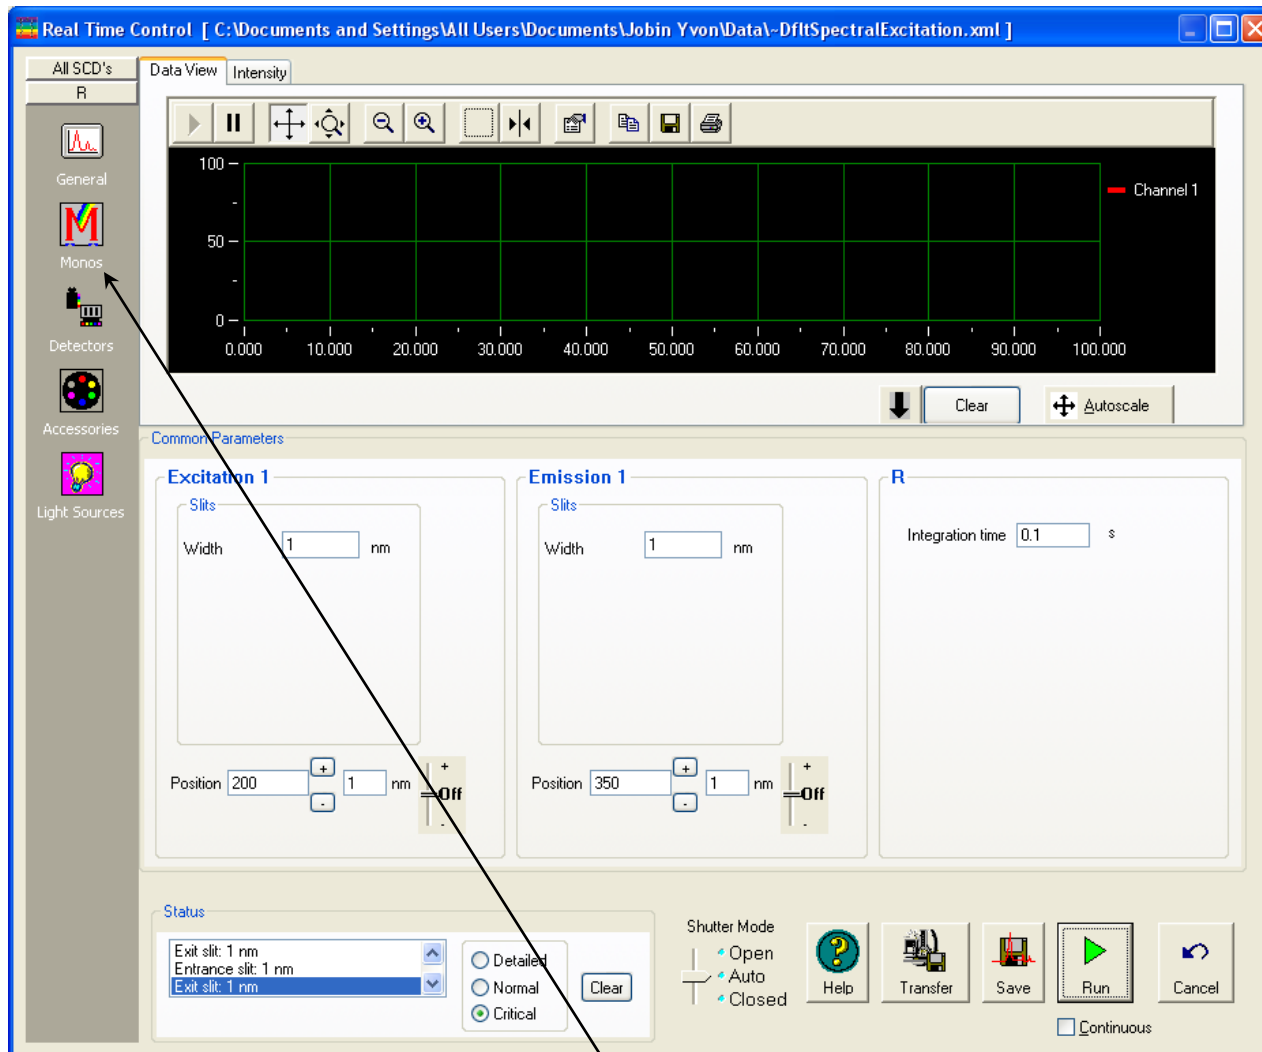 Real Time Control [ C:\Documents and Settings\All Users\Documents\Jobin Yvon\Data\~DfltSpectralExcitation.xml ]
All SCD's
R
General
Monos
Detectors
Accessories
Light Sources
Data View Intensity
100
50
0
0.000 10.000 20.000 30.000 40.000 50.000 60.000 70.000 80.000 90.000 100.000
Channel 1
Clear Autoscale
Common Parameters
Excitation 1
Slits
Width 1 nm
Position 200 + - 1 nm + Off -
Emission 1
Slits
Width 1 nm
Position 350 + - 1 nm + Off -
R
Integration time 0.1 s
Status
Exit slit: 1 nm
Entrance slit: 1 nm
Exit slit: 1 nm
Detailed
Normal
Critical
Clear
Shutter Mode
Open
Auto
Closed
Help Transfer Save Run Cancel
Continuous